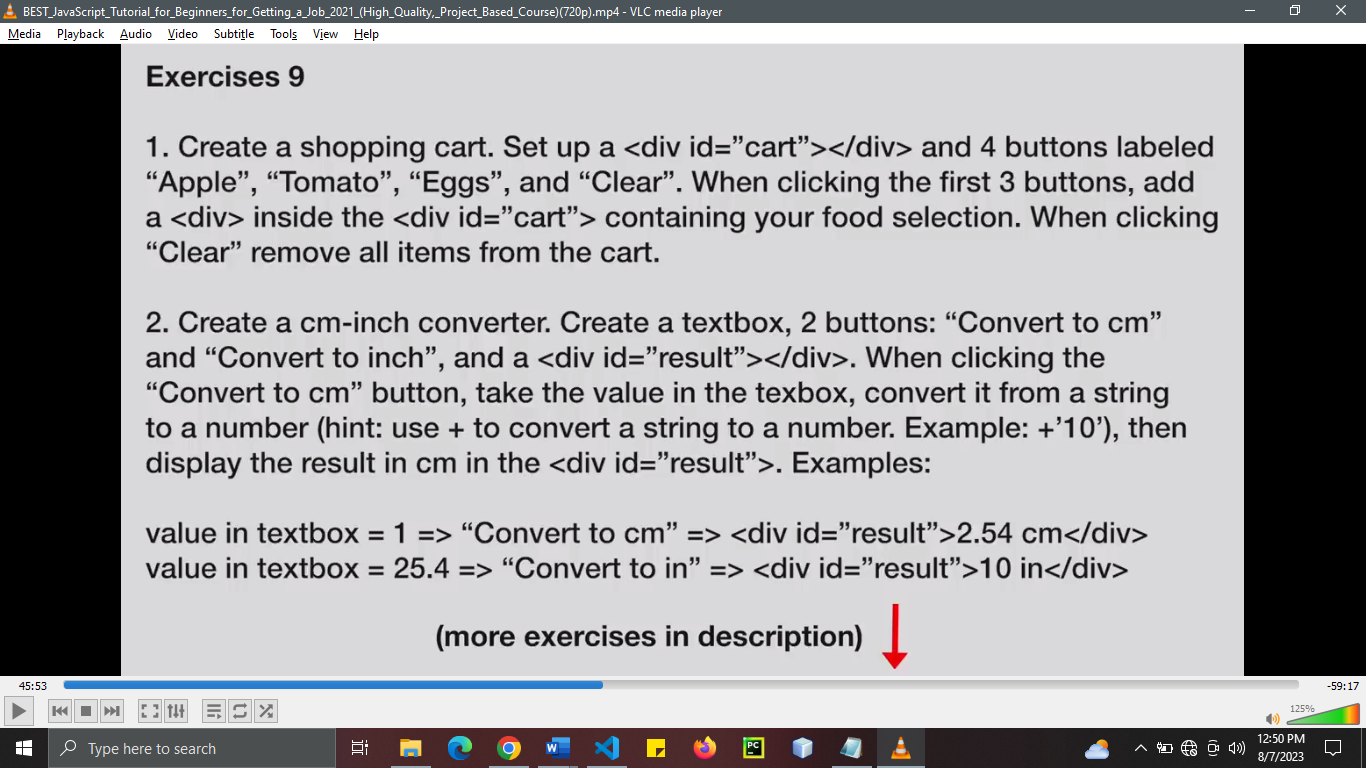 BEST_JavaScript_Tutorial_for_Beginners_for_Getting_a_Job_2021_(High_Quality,_Project_Based_Course)(720p).mp4 - VLC media player
Media Playback Audio Video Subtitle Tools View Help
Exercises 9
1. Create a shopping cart. Set up a <div id=”cart”></div> and 4 buttons labeled
“Apple”, “Tomato”, “Eggs”, and “Clear”. When clicking the first 3 buttons, add
a <div> inside the <div id=”cart”> containing your food selection. When clicking
“Clear” remove all items from the cart.
2. Create a cm-inch converter. Create a textbox, 2 buttons: “Convert to cm”
and “Convert to inch”, and a <div id=”result”></div>. When clicking the
“Convert to cm” button, take the value in the texbox, convert it from a string
to a number (hint: use + to convert a string to a number. Example: +’10’), then
display the result in cm in the <div id=”result”>. Examples:
value in textbox = 1 => “Convert to cm” => <div id=”result”>2.54 cm</div>
value in textbox = 25.4 => “Convert to in” => <div id=”result”>10 in</div>
(more exercises in description)
45:53 -59:17
125%
Type here to search
W
PC
12:50 PM
8/7/2023